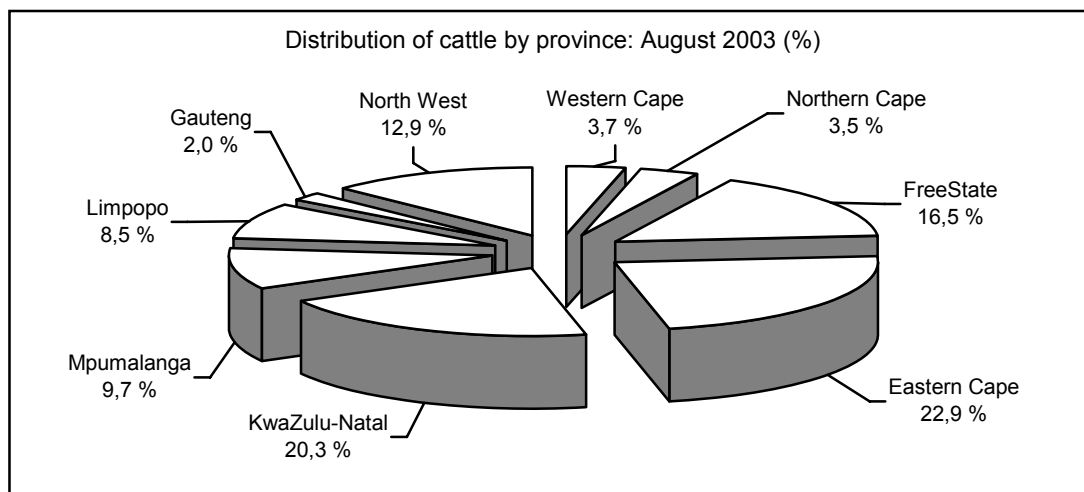 Distribution of cattle by province: August 2003 (%)
Western Cape
3,7 %
Northern Cape
3,5 %
FreeState
16,5 %
Eastern Cape
22,9 %
KwaZulu-Natal
20,3 %
Mpumalanga
9,7 %
Limpopo
8,5 %
Gauteng
2,0 %
North West
12,9 %